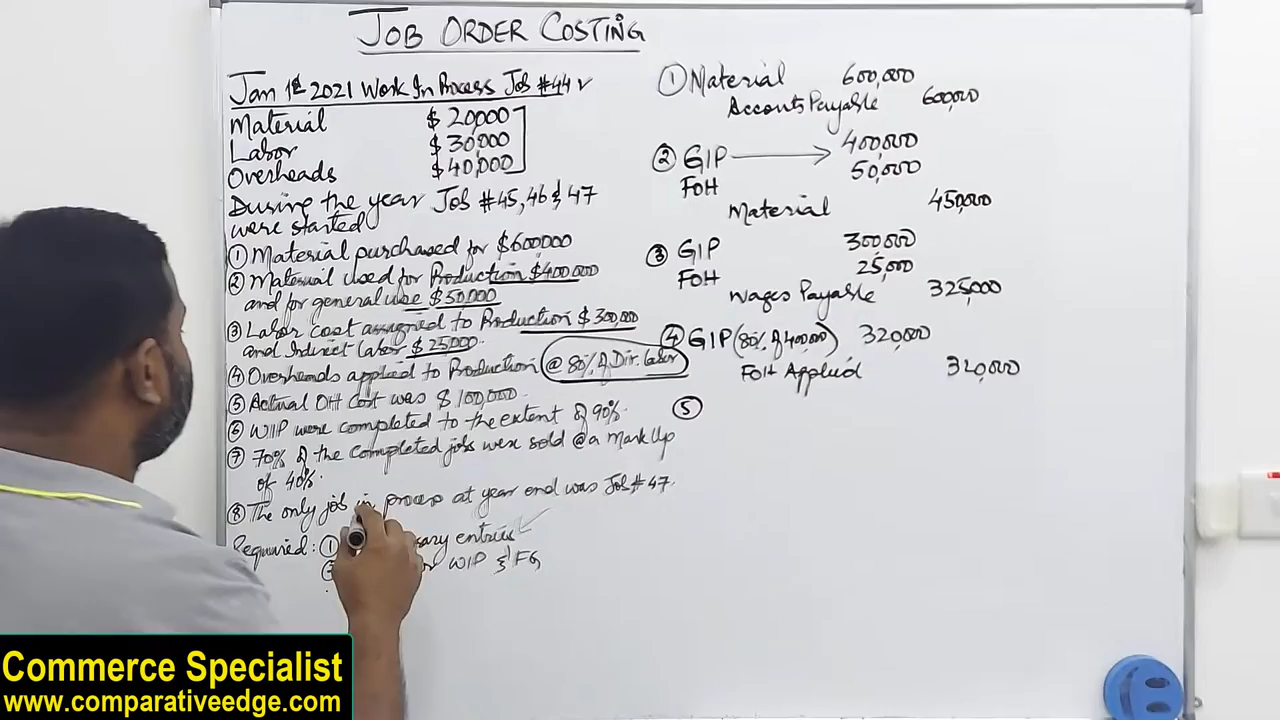 JOB ORDER COSTING
Jan 1st 2021 Work In Process Job #44 ✓
Material $ 20,000
Labor $ 30,000
Overheads $ 40,000
During the year Job #45, 46 & 47
were started
① Material purchased for $600000
② Material used for Production $400000
and for general use $50,000
③ Labor cost assigned to Production $300,000
and Indirect labor $25,000.
④ Overheads applied to Production @ 80% of Dir. labor
⑤ Actual OH Cost was $100,000.
⑥ WIP were completed to the extent of 90%.
⑦ 70% of the completed jobs were sold @ a Mark Up
of 40%.
⑧ The only job in process at year end was Job #47.
Required: ① entries
WIP & FG
① Material 600,000
Accounts Payable 600,000
② GIP → 400,000
FOH 50,000
Material 450,000
③ GIP 300,000
FOH 25,000
Wages Payable 325,000
④ GIP (80% of 400,000) 320,000
FOH Applied 320,000
⑤
Commerce Specialist
www.comparativeedge.com